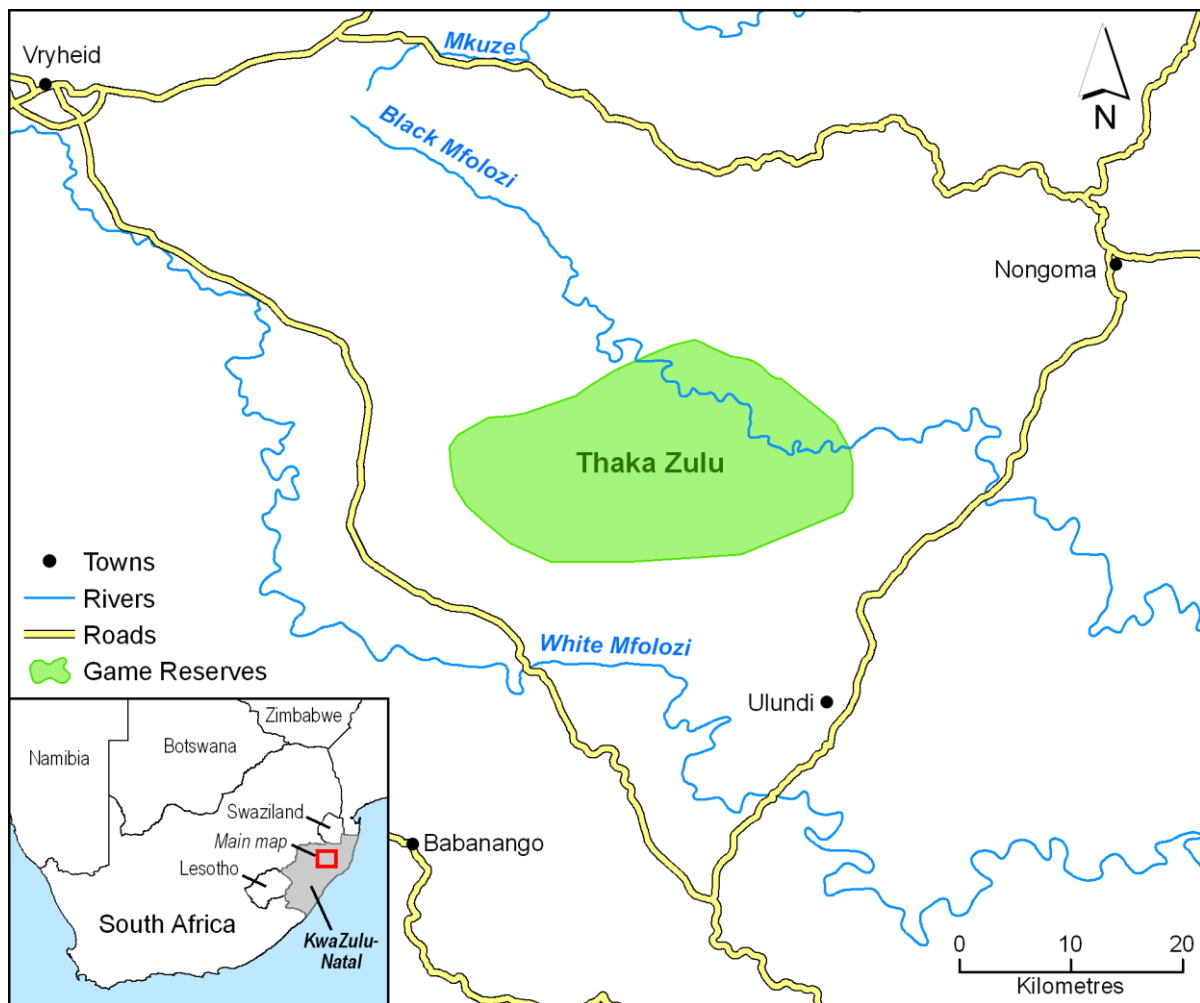 Vryheid
Mkuze
Black Mfolozi
N
Nongoma
Thaka Zulu
Towns
Rivers
Roads
Game Reserves
White Mfolozi
Ulundi
Babanango
Zimbabwe
Botswana
Namibia
Swaziland
Main map
Lesotho
South Africa
KwaZulu-
Natal
0 10 20
Kilometres